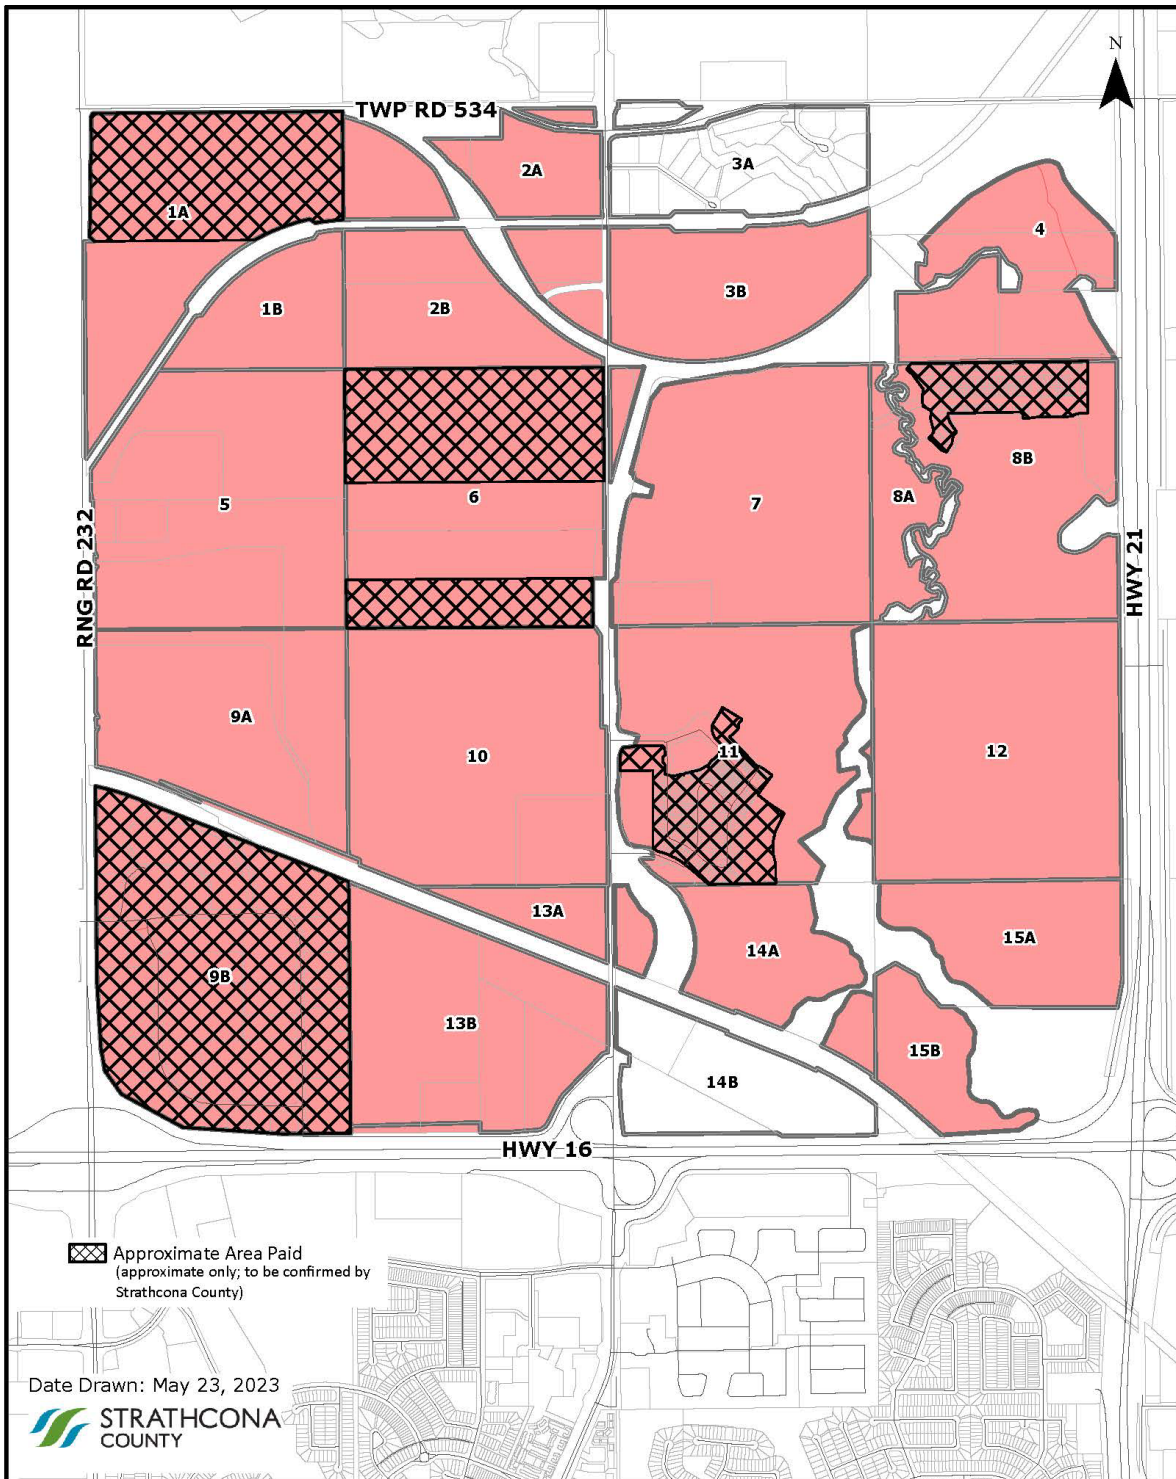 N
TWP RD 534
3A
2A
1A
4
3B
1B
2B
8B
6
8A
5
7
RNG RD 232
HWY 21
9A
11
12
10
13A
15A
14A
9B
13B
15B
14B
HWY 16
Approximate Area Paid
(approximate only; to be confirmed by
Strathcona County)
Date Drawn: May 23, 2023
STRATHCONA
COUNTY